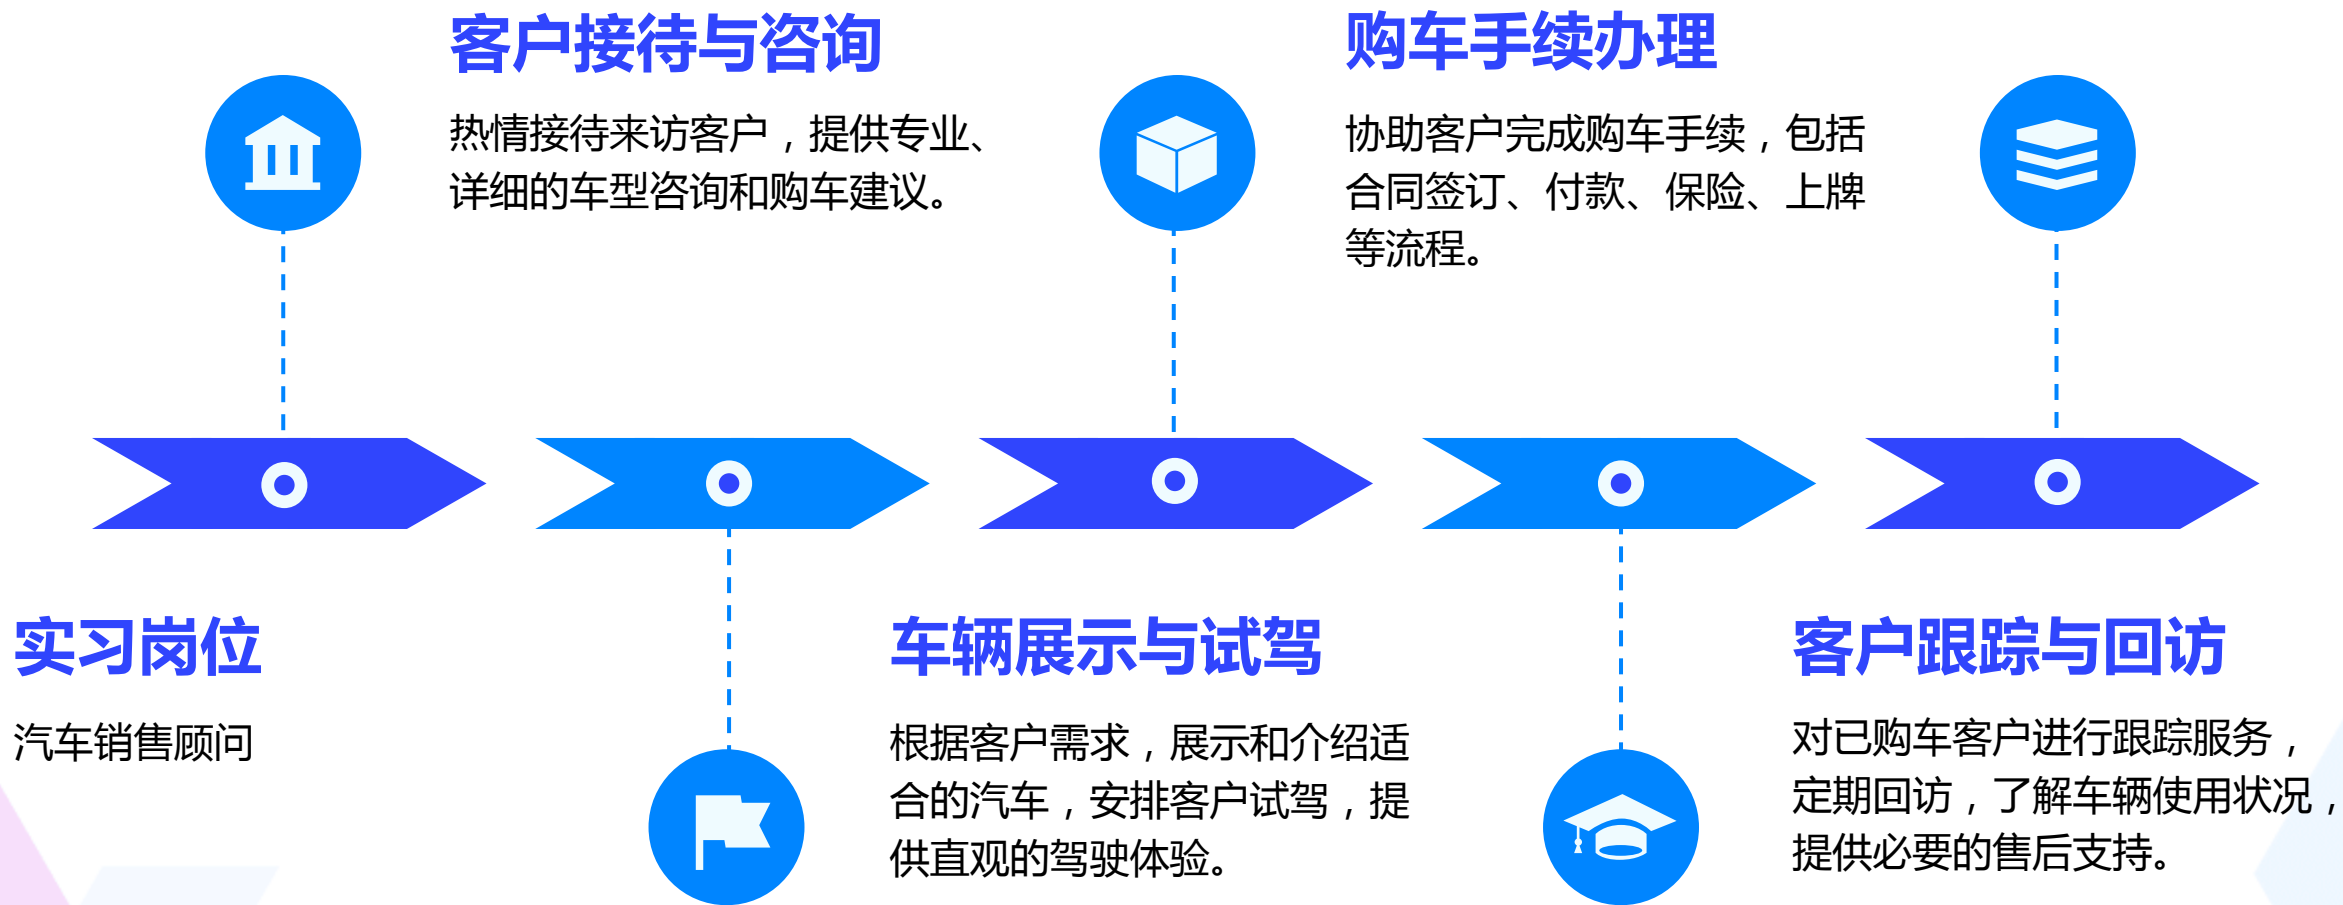 实习岗位
汽车销售顾问
客户接待与咨询
热情接待来访客户，提供专业、
详细的车型咨询和购车建议。
车辆展示与试驾
根据客户需求，展示和介绍适
合的汽车，安排客户试驾，提
供直观的驾驶体验。
购车手续办理
协助客户完成购车手续，包括
合同签订、付款、保险、上牌
等流程。
客户跟踪与回访
对已购车客户进行跟踪服务，
定期回访，了解车辆使用状况，
提供必要的售后支持。